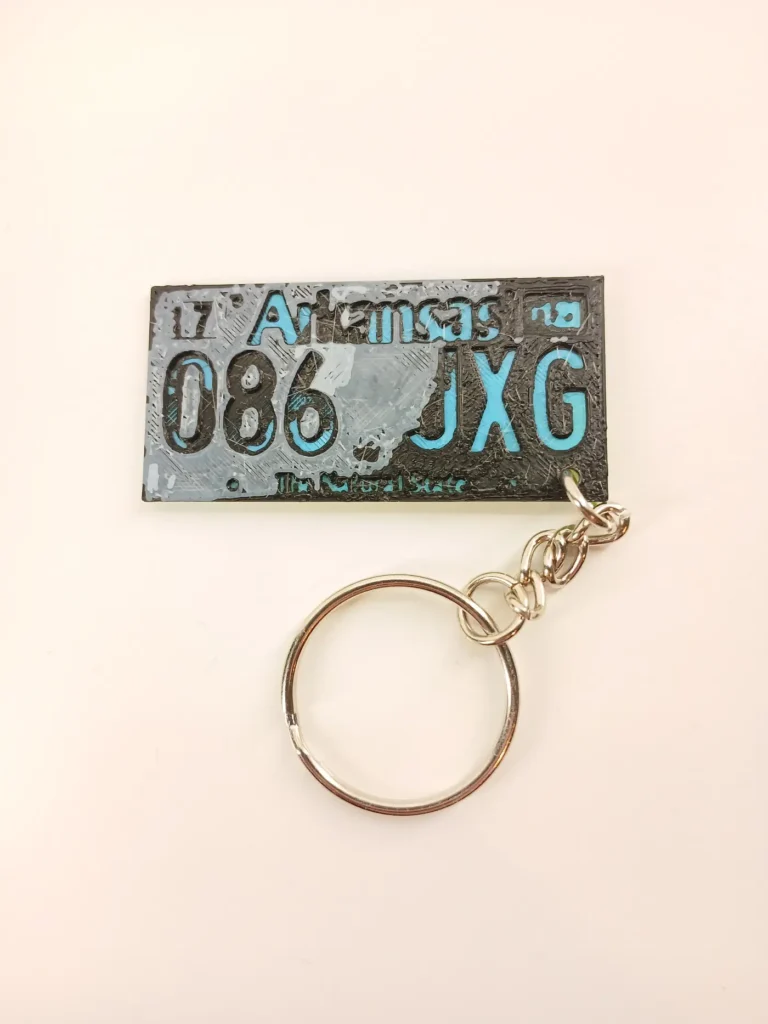 17 Arkansas
086 JXG
The Natural State